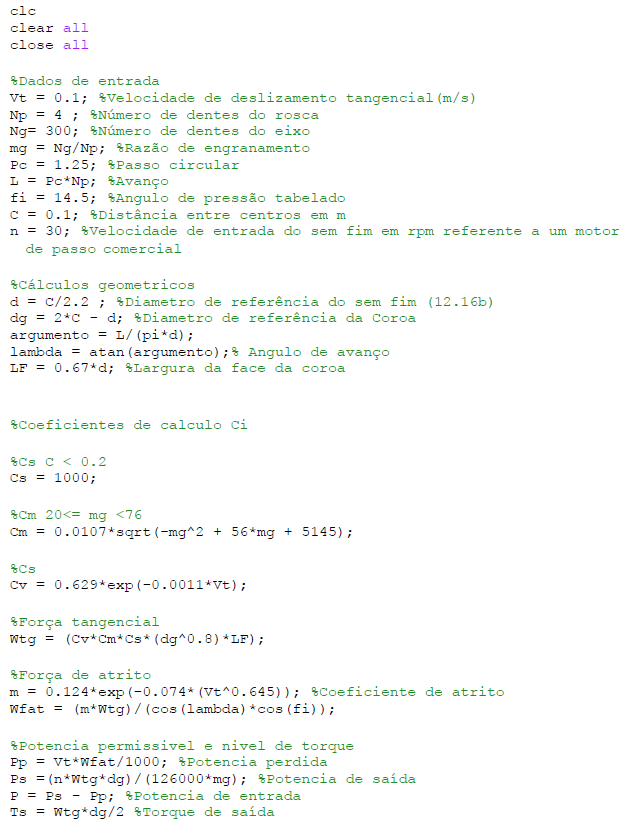 clc
clear all
close all
%Dados de entrada
Vt = 0.1; %Velocidade de deslizamento tangencial(m/s)
Np = 4 ; %Número de dentes do rosca
Ng= 300; %Número de dentes do eixo
mg = Ng/Np; %Razão de engranamento
Pc = 1.25; %Passo circular
L = Pc*Np; %Avanço
fi = 14.5; %Angulo de pressão tabelado
C = 0.1; %Distância entre centros em m
n = 30; %Velocidade de entrada do sem fim em rpm referente a um motor
de passo comercial
%Cálculos geometricos
d = C/2.2 ; %Diametro de referência do sem fim (12.16b)
dg = 2*C - d; %Diametro de referência da Coroa
argumento = L/(pi*d);
lambda = atan(argumento);% Angulo de avanço
LF = 0.67*d; %Largura da face da coroa
%Coeficientes de calculo Ci
%Cs C < 0.2
Cs = 1000;
%Cm 20<= mg <76
Cm = 0.0107*sqrt(-mg^2 + 56*mg + 5145);
%Cs
Cv = 0.629*exp(-0.0011*Vt);
%Força tangencial
Wtg = (Cv*Cm*Cs*(dg^0.8)*LF);
%Força de atrito
m = 0.124*exp(-0.074*(Vt^0.645)); %Coeficiente de atrito
Wfat = (m*Wtg)/(cos(lambda)*cos(fi));
%Potencia permissivel e nivel de torque
Pp = Vt*Wfat/1000; %Potencia perdida
Ps =(n*Wtg*dg)/(126000*mg); %Potencia de saída
P = Ps - Pp; %Potencia de entrada
Ts = Wtg*dg/2 %Torque de saída